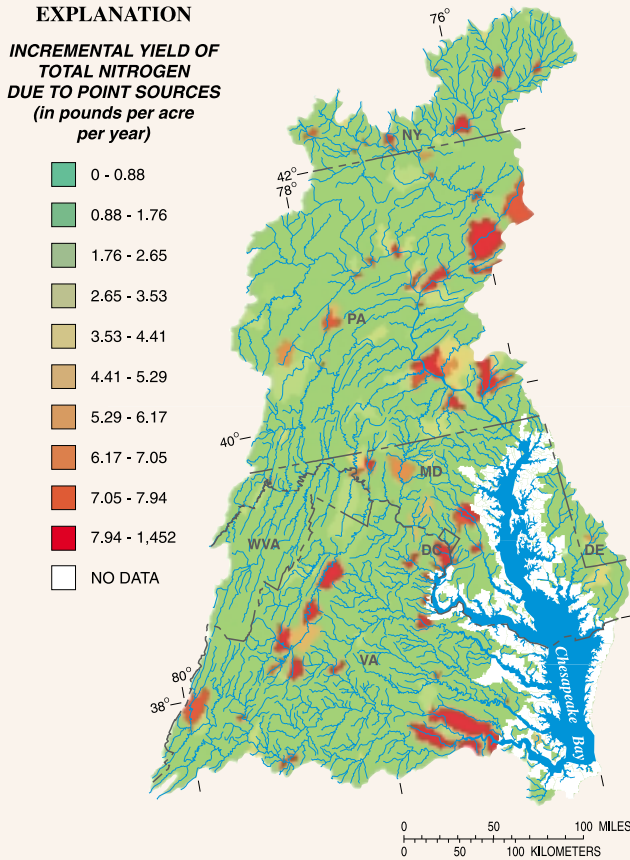 EXPLANATION
INCREMENTAL YIELD OF
TOTAL NITROGEN
DUE TO POINT SOURCES
(in pounds per acre
per year)
0 - 0.88
0.88 - 1.76
1.76 - 2.65
2.65 - 3.53
3.53 - 4.41
4.41 - 5.29
5.29 - 6.17
6.17 - 7.05
7.05 - 7.94
7.94 - 1,452
NO DATA
76°
NY
42°
78°
PA
40°
MD
WVA
DC
DE
VA
80°
38°
Chesapeake Bay
0 50 100 MILES
0 50 100 KILOMETERS